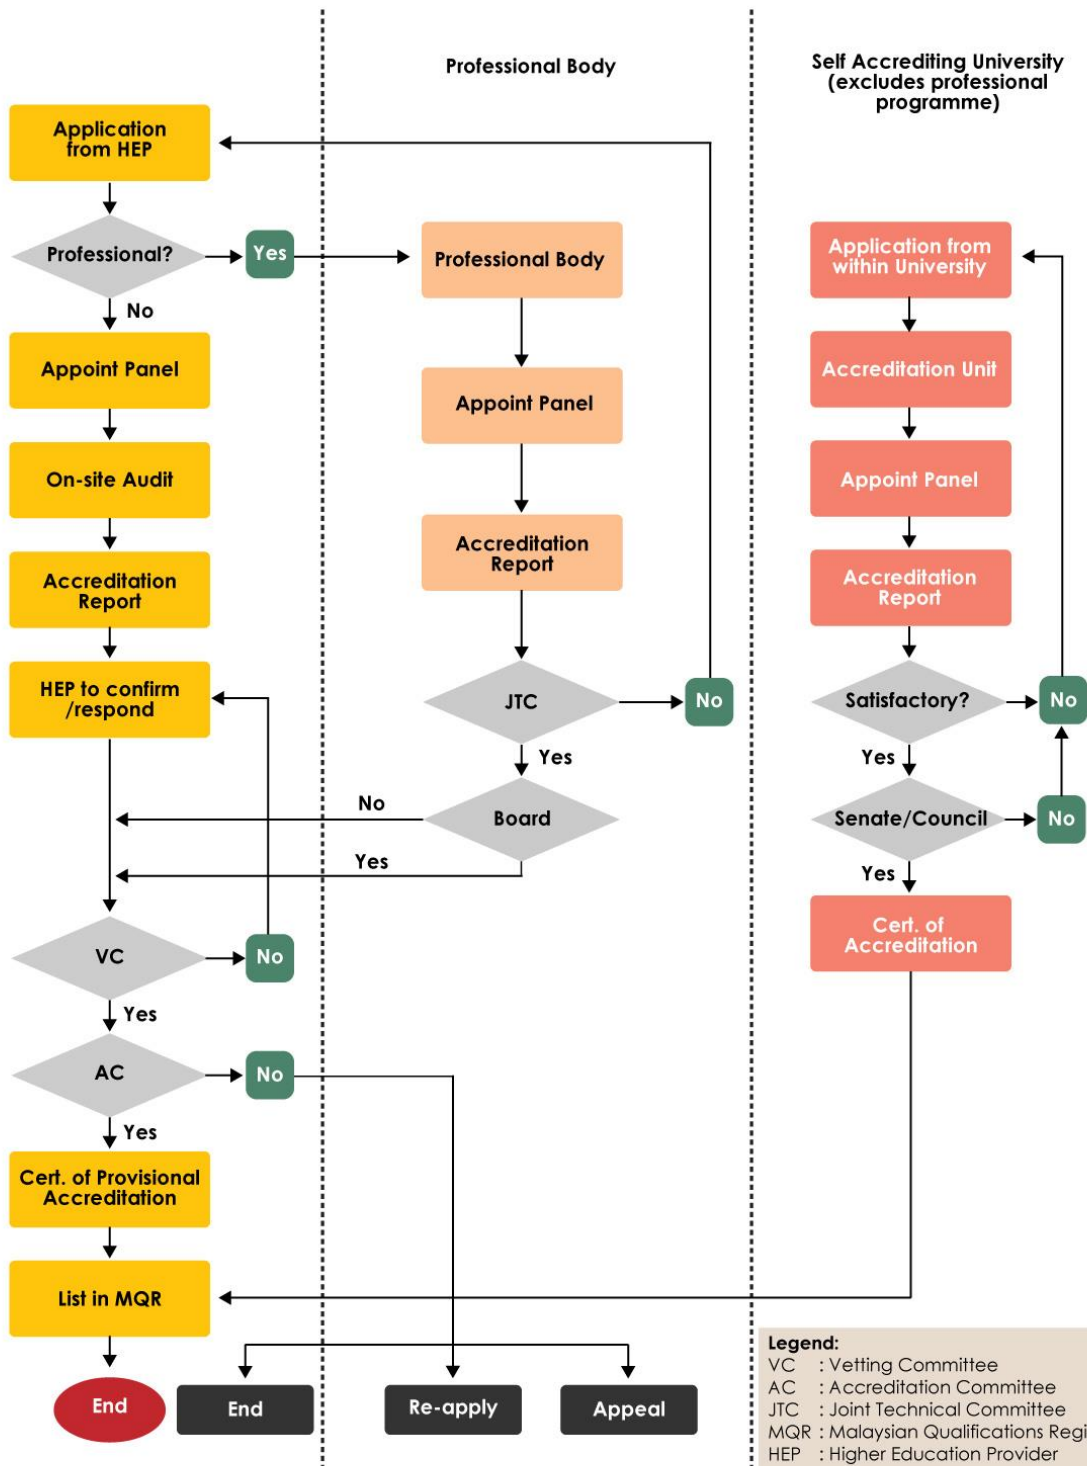 Professional Body
Self Accrediting University
(excludes professional
programme)
Application
from HEP
Professional?
Yes
No
Appoint Panel
On-site Audit
Accreditation
Report
HEP to confirm
/respond
VC
No
Yes
AC
No
Yes
Cert. of Provisional
Accreditation
List in MQR
End
Professional Body
Appoint Panel
Accreditation
Report
JTC
No
Yes
Board
No
Yes
End
Re-apply
Appeal
Application from
within University
Accreditation Unit
Appoint Panel
Accreditation
Report
Satisfactory?
No
Yes
Senate/Council
No
Yes
Cert. of
Accreditation
Legend:
VC : Vetting Committee
AC : Accreditation Committee
JTC : Joint Technical Committee
MQR : Malaysian Qualifications Regi
HEP : Higher Education Provider